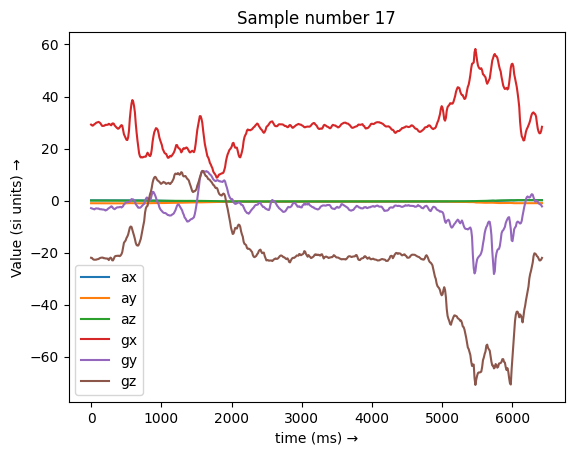 Sample number 17
Value (si units) →
60
40
20
0
−20
−40
−60
ax
ay
az
gx
gy
gz
0 1000 2000 3000 4000 5000 6000
time (ms) →